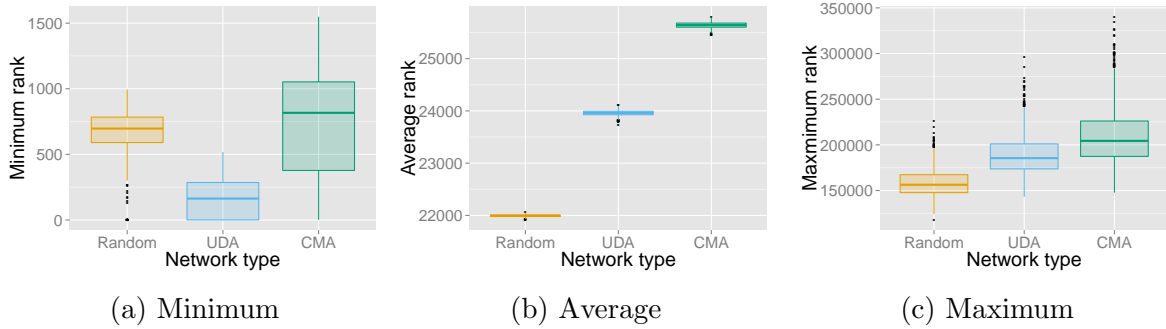 Minimum rank
1500
1000
500
0
Random UDA CMA
Network type
(a) Minimum
Average rank
25000
24000
23000
22000
Random UDA CMA
Network type
(b) Average
Maxmimum rank
350000
300000
250000
200000
150000
Random UDA CMA
Network type
(c) Maximum